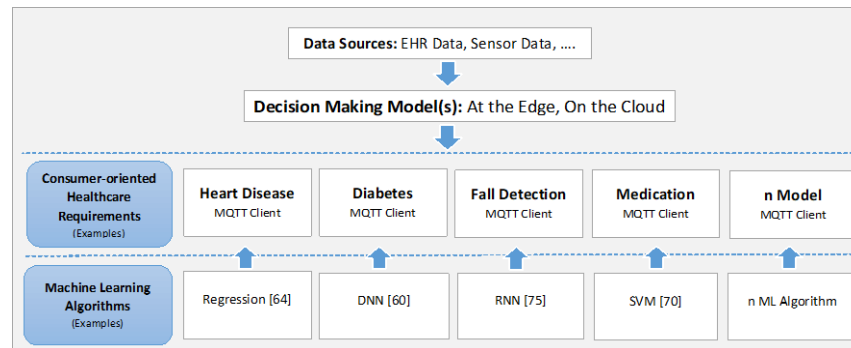 Data Sources: EHR Data, Sensor Data, ....
Decision Making Model(s): At the Edge, On the Cloud
Consumer-oriented
Healthcare
Requirements
(Examples)
Heart Disease
MQTT Client
Diabetes
MQTT Client
Fall Detection
MQTT Client
Medication
MQTT Client
n Model
MQTT Client
Machine Learning
Algorithms
(Examples)
Regression [64]
DNN [60]
RNN [75]
SVM [70]
n ML Algorithm